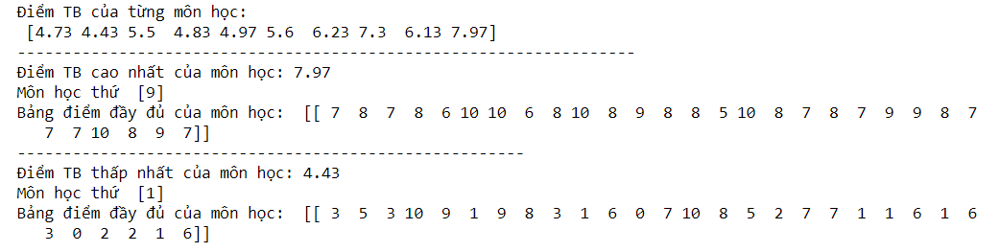 Điểm TB của từng môn học:
[4.73 4.43 5.5  4.83 4.97 5.6  6.23 7.3  6.13 7.97]
-----------------------------------------------------------------
Điểm TB cao nhất của môn học: 7.97
Môn học thứ  [9]
Bảng điểm đầy đủ của môn học:  [[ 7  8  7  8  6 10 10  6  8 10  8  9  8  8  5 10  8  7  8  7  9  9  8  7
7  7 10  8  9  7]]
------------------------------------------------------
Điểm TB thấp nhất của môn học: 4.43
Môn học thứ  [1]
Bảng điểm đầy đủ của môn học:  [[ 3  5  3 10  9  1  9  8  3  1  6  0  7 10  8  5  2  7  7  1  1  6  1  6
3  0  2  2  1  6]]